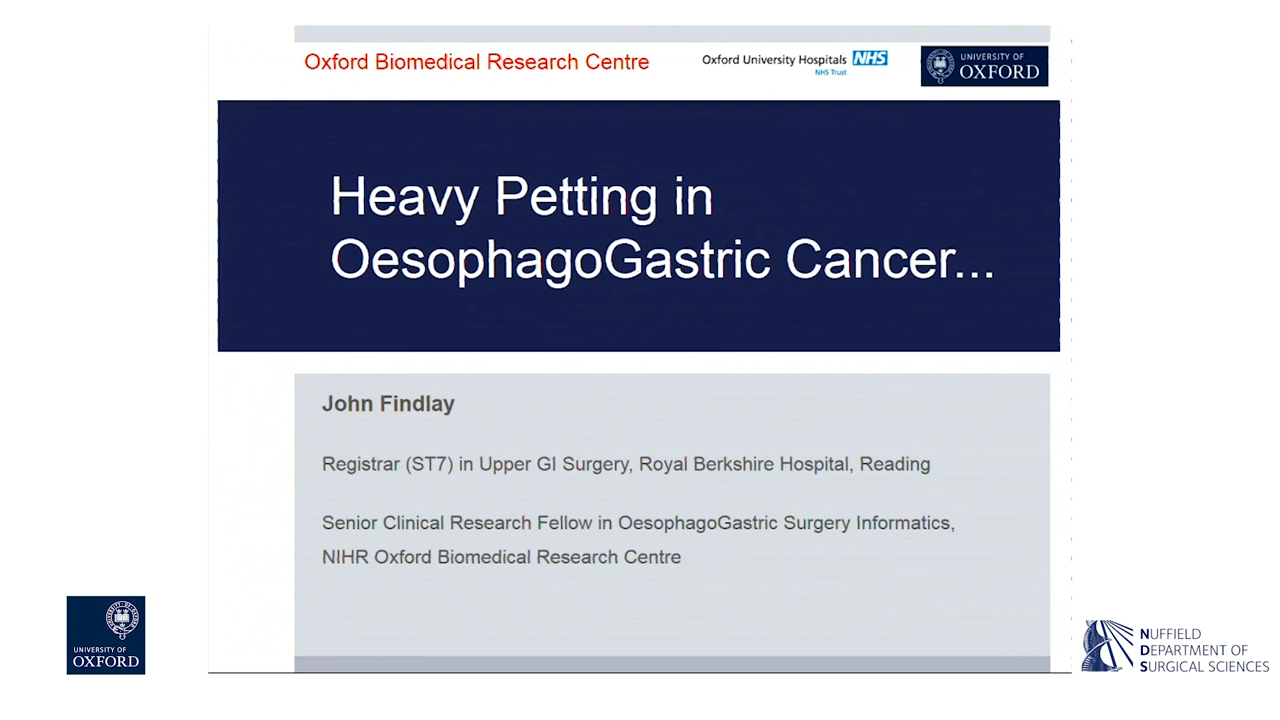 Oxford Biomedical Research Centre
Oxford University Hospitals NHS
NHS Trust
UNIVERSITY OF
OXFORD
Heavy Petting in
OesophagoGastric Cancer...
John Findlay
Registrar (ST7) in Upper GI Surgery, Royal Berkshire Hospital, Reading
Senior Clinical Research Fellow in OesophagoGastric Surgery Informatics,
NIHR Oxford Biomedical Research Centre
UNIVERSITY OF
OXFORD
NUFFIELD
DEPARTMENT OF
SURGICAL SCIENCES